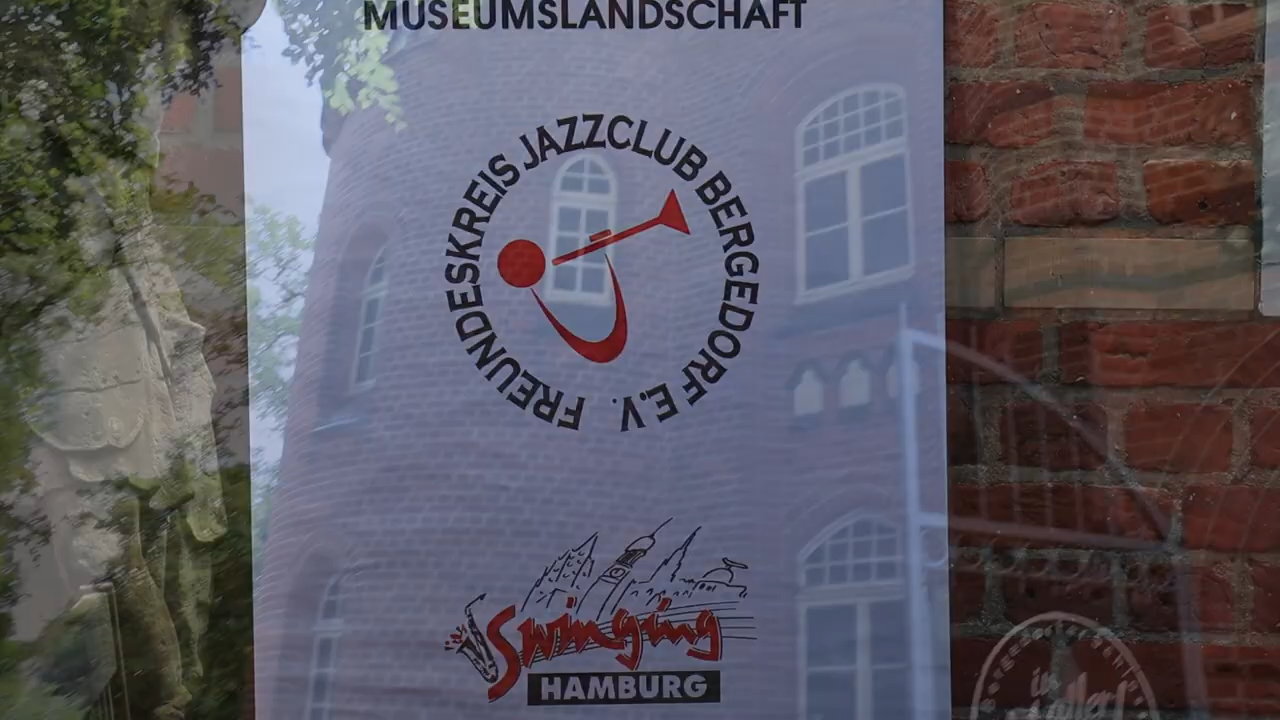 MUSEUMSLANDSCHAFT
FREUNDESKREIS JAZZCLUB BERGEDORF E.V.
Swinging
HAMBURG